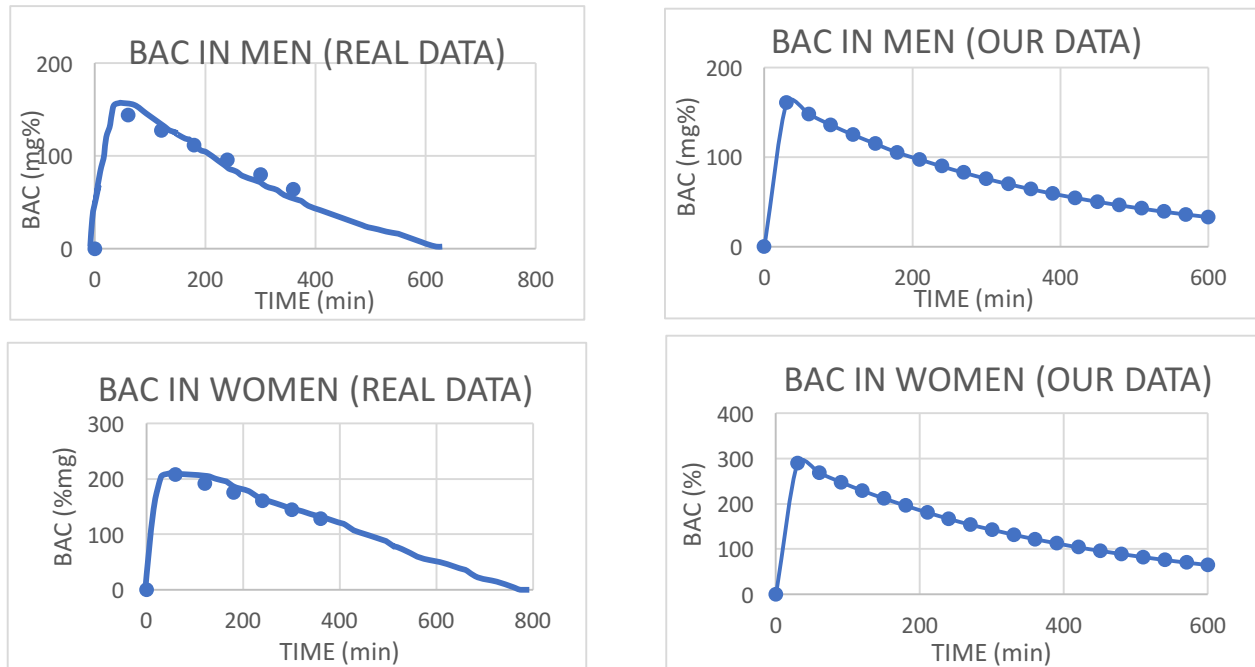 BAC IN MEN (REAL DATA)
200
100
0
BAC (mg%)
0 200 400 600 800
TIME (min)
BAC IN MEN (OUR DATA)
200
100
0
BAC (mg%)
0 200 400 600
TIME (min)
BAC IN WOMEN (REAL DATA)
300
200
100
0
BAC (%mg)
0 200 400 600 800
TIME (min)
BAC IN WOMEN (OUR DATA)
400
300
200
100
0
BAC (%)
0 200 400 600
TIME (min)